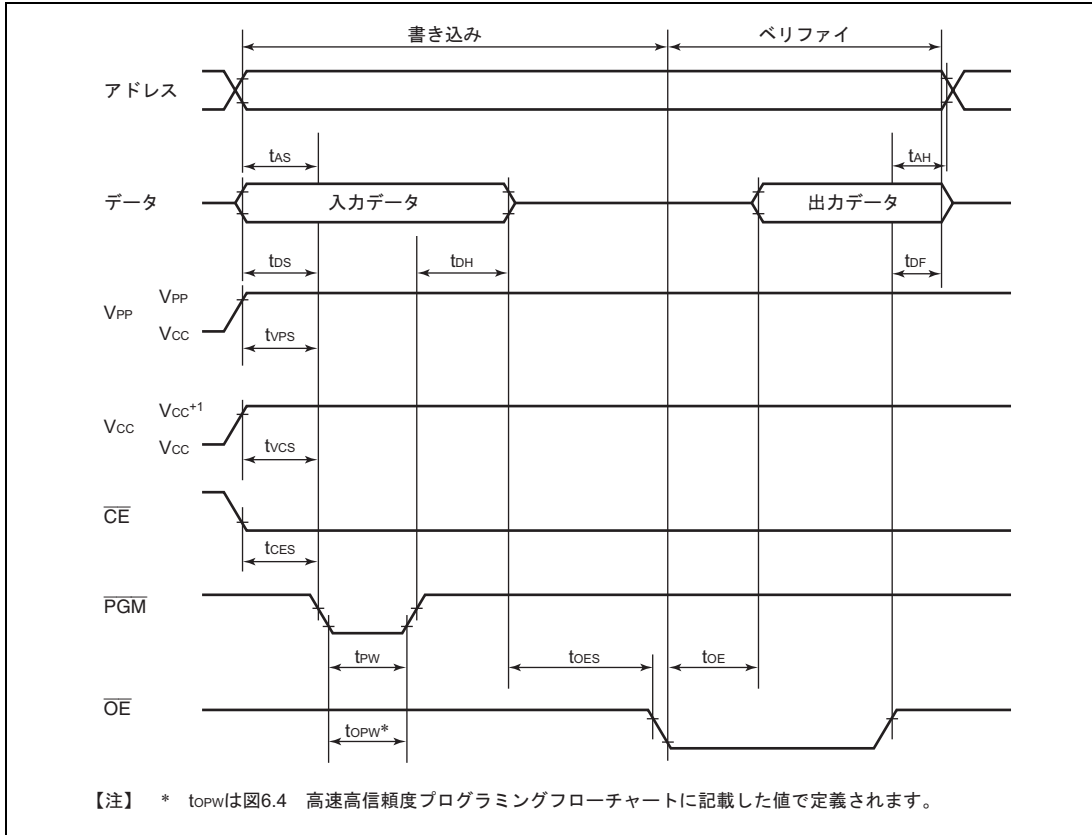 書き込み ベリファイ
アドレス
tAS tAH
データ 入力データ 出力データ
tDS tDH tDF
VPP VPP
VCC
tVPS
VCC VCC+1
VCC
tVCS
CE
tCES
PGM
tPW tOES tOE
OE
tOPW*
【注】 * tOPWは図6.4 高速高信頼度プログラミングフローチャートに記載した値で定義されます。